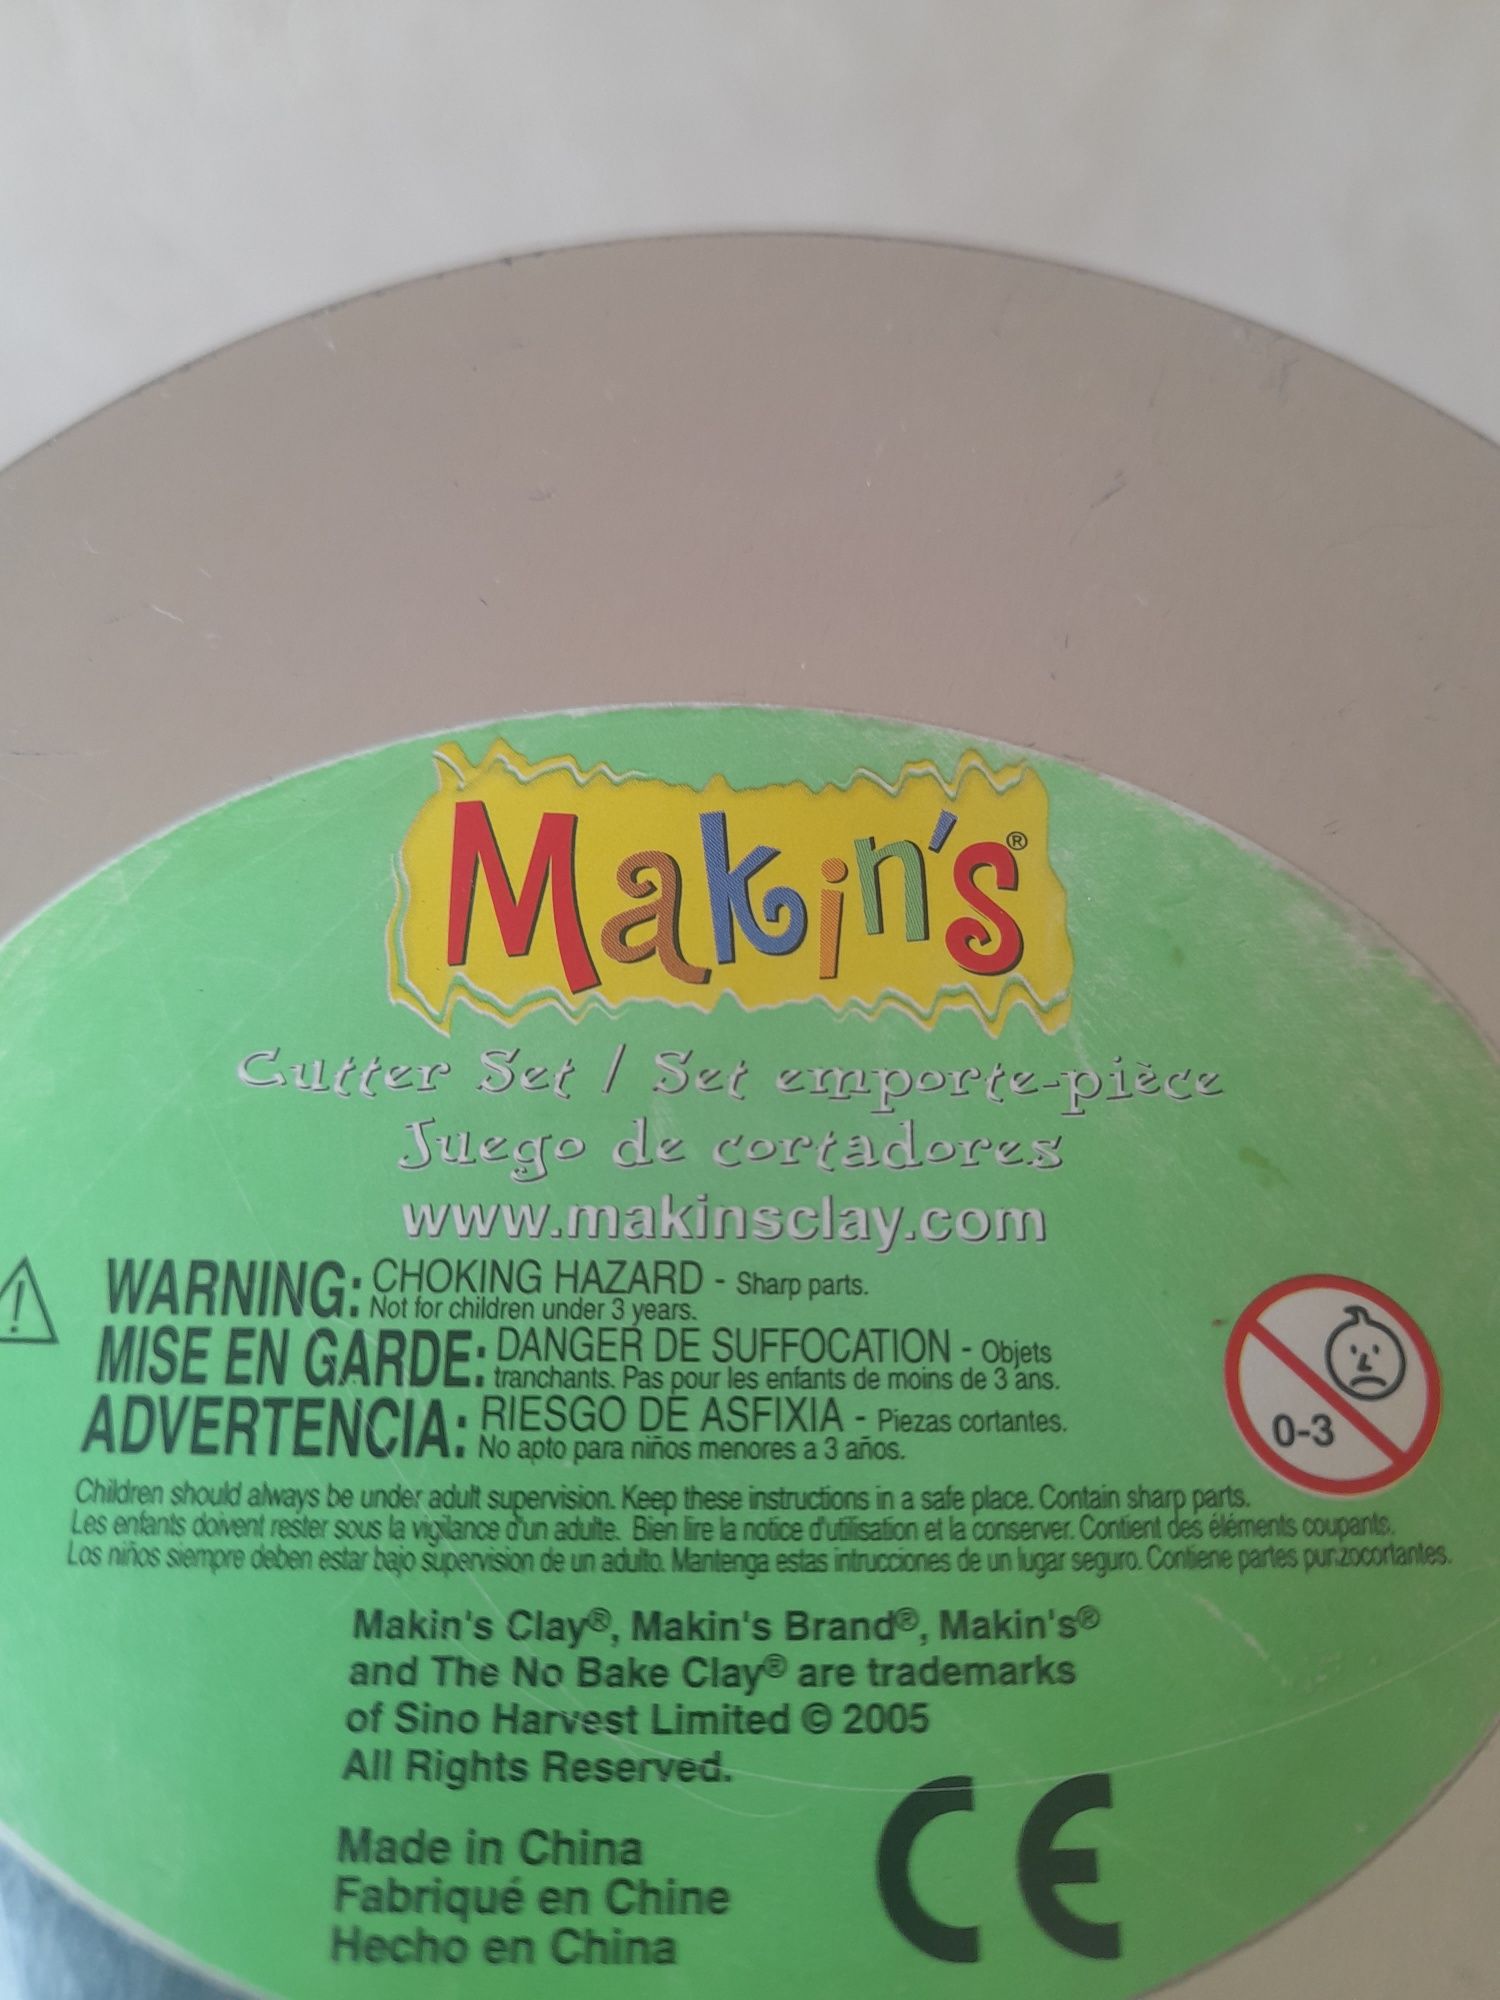 Makin's®
Cutter Set / Set emporte-pièce
Juego de cortadores
www.makinsclay.com
WARNING: CHOKING HAZARD - Sharp parts.
Not for children under 3 years.
MISE EN GARDE: DANGER DE SUFFOCATION - Objets
tranchants. Pas pour les enfants de moins de 3 ans.
ADVERTENCIA: RIESGO DE ASFIXIA - Piezas cortantes.
No apto para niños menores a 3 años.
0-3
Children should always be under adult supervision. Keep these instructions in a safe place. Contain sharp parts.
Les enfants doivent rester sous la vigilance d'un adulte. Bien lire la notice d'utilisation et la conserver. Contient des éléments coupants.
Los niños siempre deben estar bajo supervision de un adulto. Mantenga estas intrucciones de un lugar seguro. Contiene partes punzocortantes.
Makin's Clay®, Makin's Brand®, Makin's®
and The No Bake Clay® are trademarks
of Sino Harvest Limited © 2005
All Rights Reserved.
Made in China
Fabriqué en Chine
Hecho en China
CE